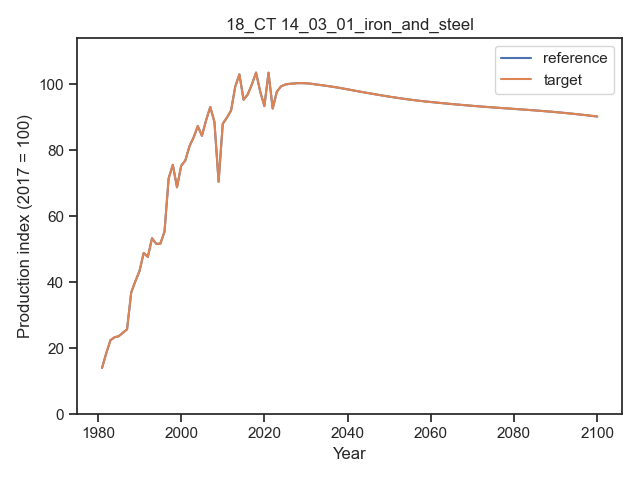 18_CT 14_03_01_iron_and_steel
reference
target
Production index (2017 = 100)
100
80
60
40
20
0
1980 2000 2020 2040 2060 2080 2100
Year